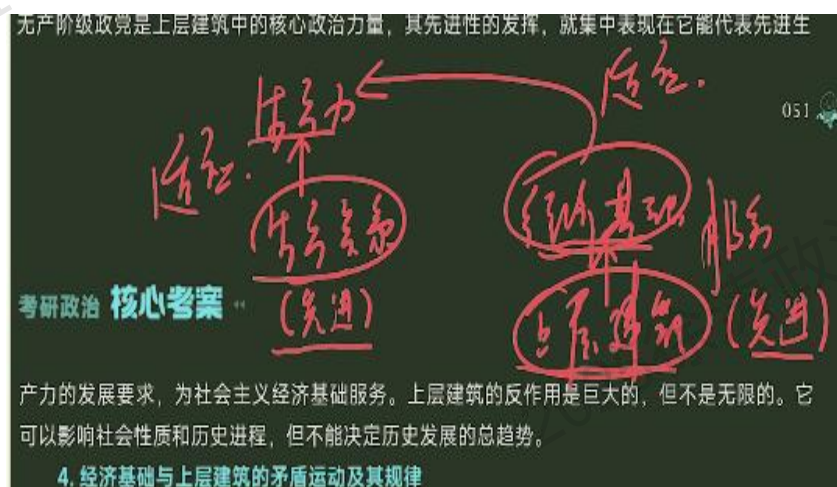 无产阶级政党是上层建筑中的核心政治力量，其先进性的发挥，就集中表现在它能代表先进生
051
生产力
适应.
适应.
生产关系
经济基础
服务
(先进)
上层建筑
(先进)
考研政治 核心考案
产力的发展要求，为社会主义经济基础服务。上层建筑的反作用是巨大的，但不是无限的。它
可以影响社会性质和历史进程，但不能决定历史发展的总趋势。
4. 经济基础与上层建筑的矛盾运动及其规律